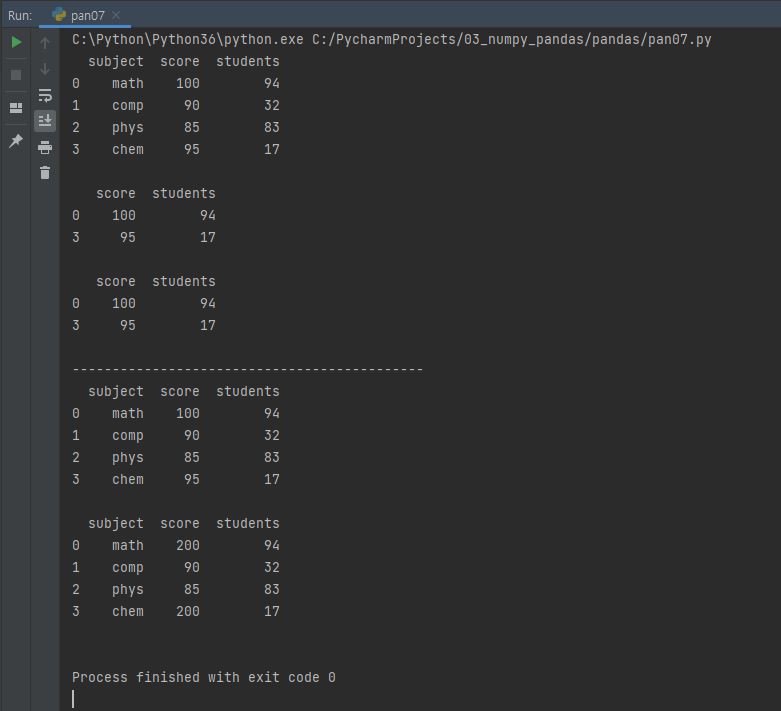 Run: pan07
C:\Python\Python36\python.exe C:/PycharmProjects/03_numpy_pandas/pandas/pan07.py
  subject  score  students
0    math    100        94
1    comp     90        32
2    phys     85        83
3    chem     95        17

   score  students
0    100        94
3     95        17

   score  students
0    100        94
3     95        17

--------------------------------------------
  subject  score  students
0    math    100        94
1    comp     90        32
2    phys     85        83
3    chem     95        17

  subject  score  students
0    math    200        94
1    comp     90        32
2    phys     85        83
3    chem    200        17

Process finished with exit code 0